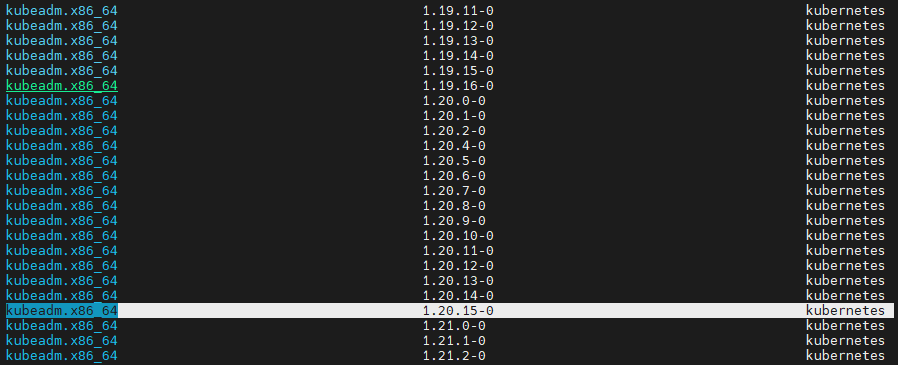 kubeadm.x86_64 1.19.11-0 kubernetes
kubeadm.x86_64 1.19.12-0 kubernetes
kubeadm.x86_64 1.19.13-0 kubernetes
kubeadm.x86_64 1.19.14-0 kubernetes
kubeadm.x86_64 1.19.15-0 kubernetes
kubeadm.x86_64 1.19.16-0 kubernetes
kubeadm.x86_64 1.20.0-0 kubernetes
kubeadm.x86_64 1.20.1-0 kubernetes
kubeadm.x86_64 1.20.2-0 kubernetes
kubeadm.x86_64 1.20.4-0 kubernetes
kubeadm.x86_64 1.20.5-0 kubernetes
kubeadm.x86_64 1.20.6-0 kubernetes
kubeadm.x86_64 1.20.7-0 kubernetes
kubeadm.x86_64 1.20.8-0 kubernetes
kubeadm.x86_64 1.20.9-0 kubernetes
kubeadm.x86_64 1.20.10-0 kubernetes
kubeadm.x86_64 1.20.11-0 kubernetes
kubeadm.x86_64 1.20.12-0 kubernetes
kubeadm.x86_64 1.20.13-0 kubernetes
kubeadm.x86_64 1.20.14-0 kubernetes
kubeadm.x86_64 1.20.15-0 kubernetes
kubeadm.x86_64 1.21.0-0 kubernetes
kubeadm.x86_64 1.21.1-0 kubernetes
kubeadm.x86_64 1.21.2-0 kubernetes